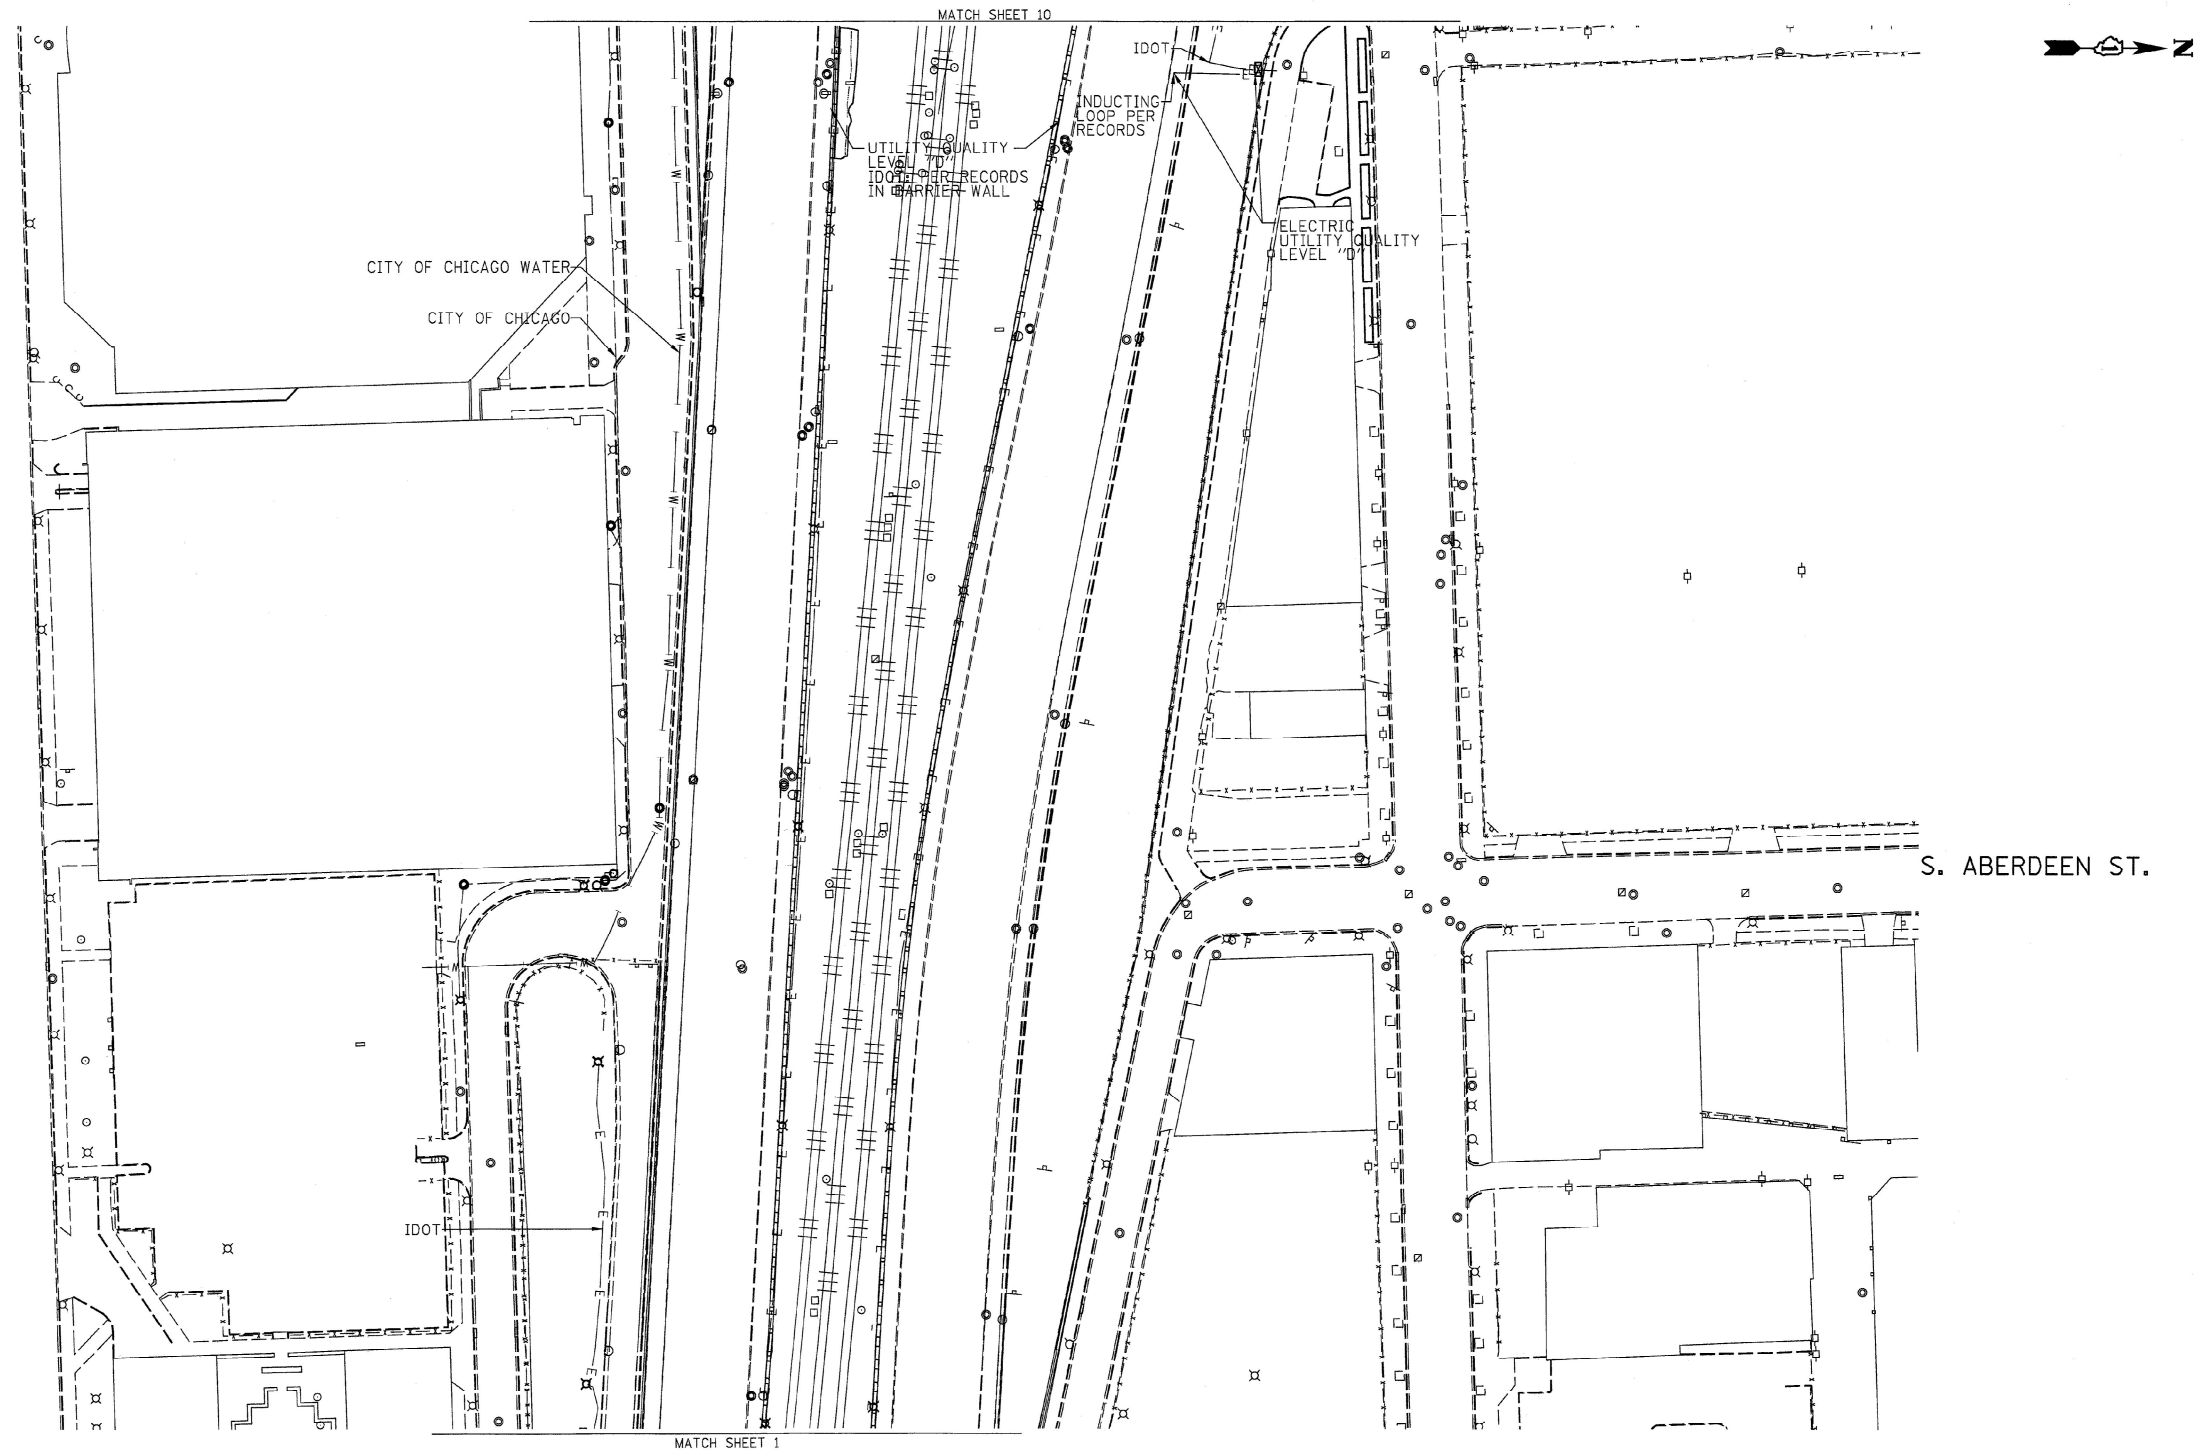 MATCH SHEET 10
IDOT
N
INDUCTING
LOOP PER
RECORDS
UTILITY QUALITY
LEVEL "D"
IDOT PER RECORDS
IN BARRIER WALL
ELECTRIC
UTILITY QUALITY
LEVEL "D"
CITY OF CHICAGO WATER
CITY OF CHICAGO
S. ABERDEEN ST.
IDOT
MATCH SHEET 1